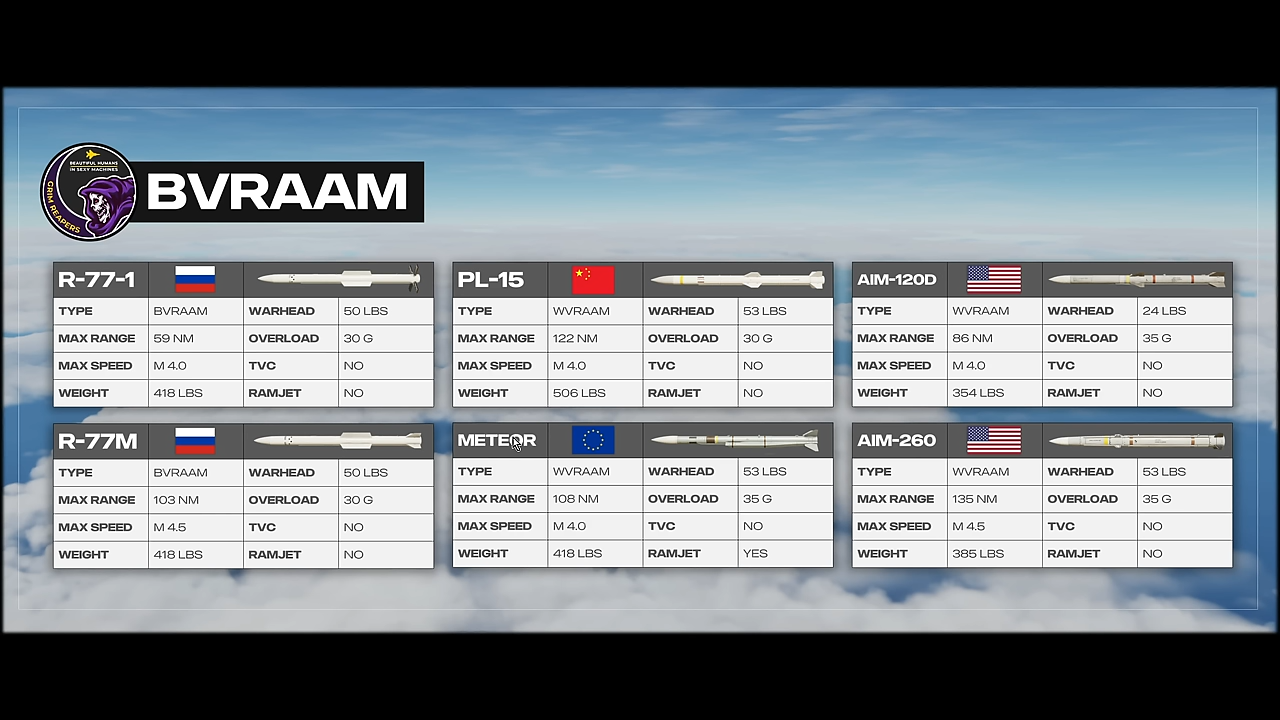 BEAUTIFUL HUMANS
IN SEXY MACHINES
GRIM REAPERS
BVRAAM
R-77-1
TYPE BVRAAM WARHEAD 50 LBS
MAX RANGE 59 NM OVERLOAD 30 G
MAX SPEED M 4.0 TVC NO
WEIGHT 418 LBS RAMJET NO
PL-15
TYPE WVRAAM WARHEAD 53 LBS
MAX RANGE 122 NM OVERLOAD 30 G
MAX SPEED M 4.0 TVC NO
WEIGHT 506 LBS RAMJET NO
AIM-120D
TYPE WVRAAM WARHEAD 24 LBS
MAX RANGE 86 NM OVERLOAD 35 G
MAX SPEED M 4.0 TVC NO
WEIGHT 354 LBS RAMJET NO
R-77M
TYPE BVRAAM WARHEAD 50 LBS
MAX RANGE 103 NM OVERLOAD 30 G
MAX SPEED M 4.5 TVC NO
WEIGHT 418 LBS RAMJET NO
METEOR
TYPE WVRAAM WARHEAD 53 LBS
MAX RANGE 108 NM OVERLOAD 35 G
MAX SPEED M 4.0 TVC NO
WEIGHT 418 LBS RAMJET YES
AIM-260
TYPE WVRAAM WARHEAD 53 LBS
MAX RANGE 135 NM OVERLOAD 35 G
MAX SPEED M 4.5 TVC NO
WEIGHT 385 LBS RAMJET NO